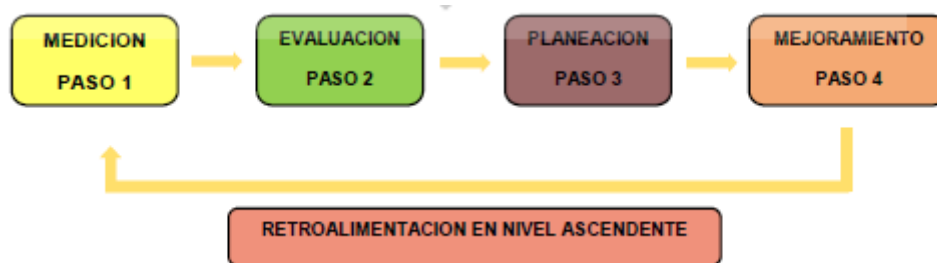 MEDICION
PASO 1
EVALUACION
PASO 2
PLANEACION
PASO 3
MEJORAMIENTO
PASO 4
RETROALIMENTACION EN NIVEL ASCENDENTE